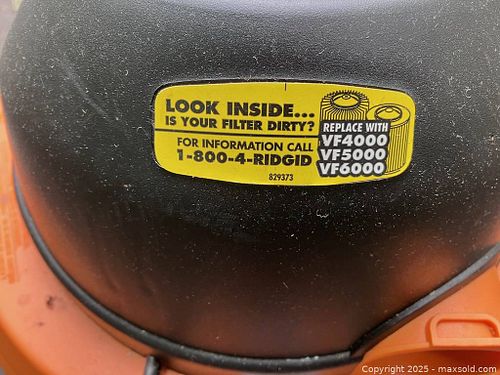 LOOK INSIDE...
IS YOUR FILTER DIRTY?
FOR INFORMATION CALL
1-800-4-RIDGID
REPLACE WITH
VF4000
VF5000
VF6000
829373
Copyright 2025 - maxsold.com